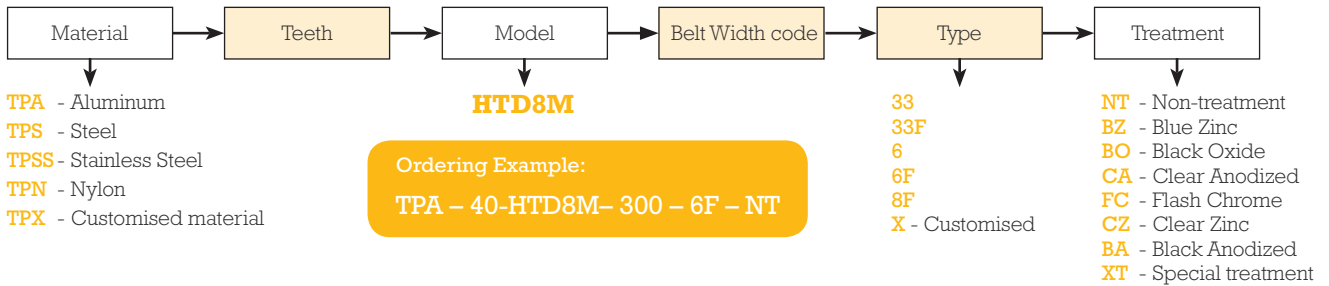 Material
Teeth
Model
Belt Width code
Type
Treatment
TPA - Aluminum
TPS - Steel
TPSS - Stainless Steel
TPN - Nylon
TPX - Customised material
HTD8M
Ordering Example:
TPA – 40-HTD8M– 300 – 6F – NT
33
33F
6
6F
8F
X - Customised
NT - Non-treatment
BZ - Blue Zinc
BO - Black Oxide
CA - Clear Anodized
FC - Flash Chrome
CZ - Clear Zinc
BA - Black Anodized
XT - Special treatment